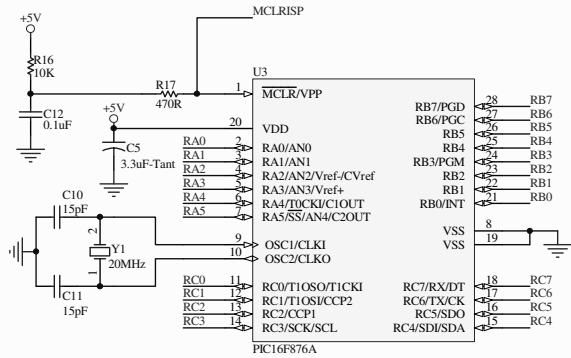 MCLRISP
+5V
R16
10K
R17
470R
C12
0.1uF
U3
1 MCLR/VPP
+5V
20 VDD
C5
3.3uF-Tant
RA0 2 RA0/AN0
RA1 3 RA1/AN1
RA2 4 RA2/AN2/Vref-/CVref
RA3 5 RA3/AN3/Vref+
RA4 6 RA4/T0CKI/C1OUT
RA5 7 RA5/SS/AN4/C2OUT
RB7/PGD 28 RB7
RB6/PGC 27 RB6
RB5 26 RB5
RB4 25 RB4
RB3/PGM 24 RB3
RB2 23 RB2
RB1 22 RB1
RB0/INT 21 RB0
C10
15pF
2
Y1
1
20MHz
C11
15pF
9 OSC1/CLKI
10 OSC2/CLKO
VSS 8
VSS 19
RC0 11 RC0/T1OSO/T1CKI
RC1 12 RC1/T1OSI/CCP2
RC2 13 RC2/CCP1
RC3 14 RC3/SCK/SCL
RC7/RX/DT 18 RC7
RC6/TX/CK 17 RC6
RC5/SDO 16 RC5
RC4/SDI/SDA 15 RC4
PIC16F876A